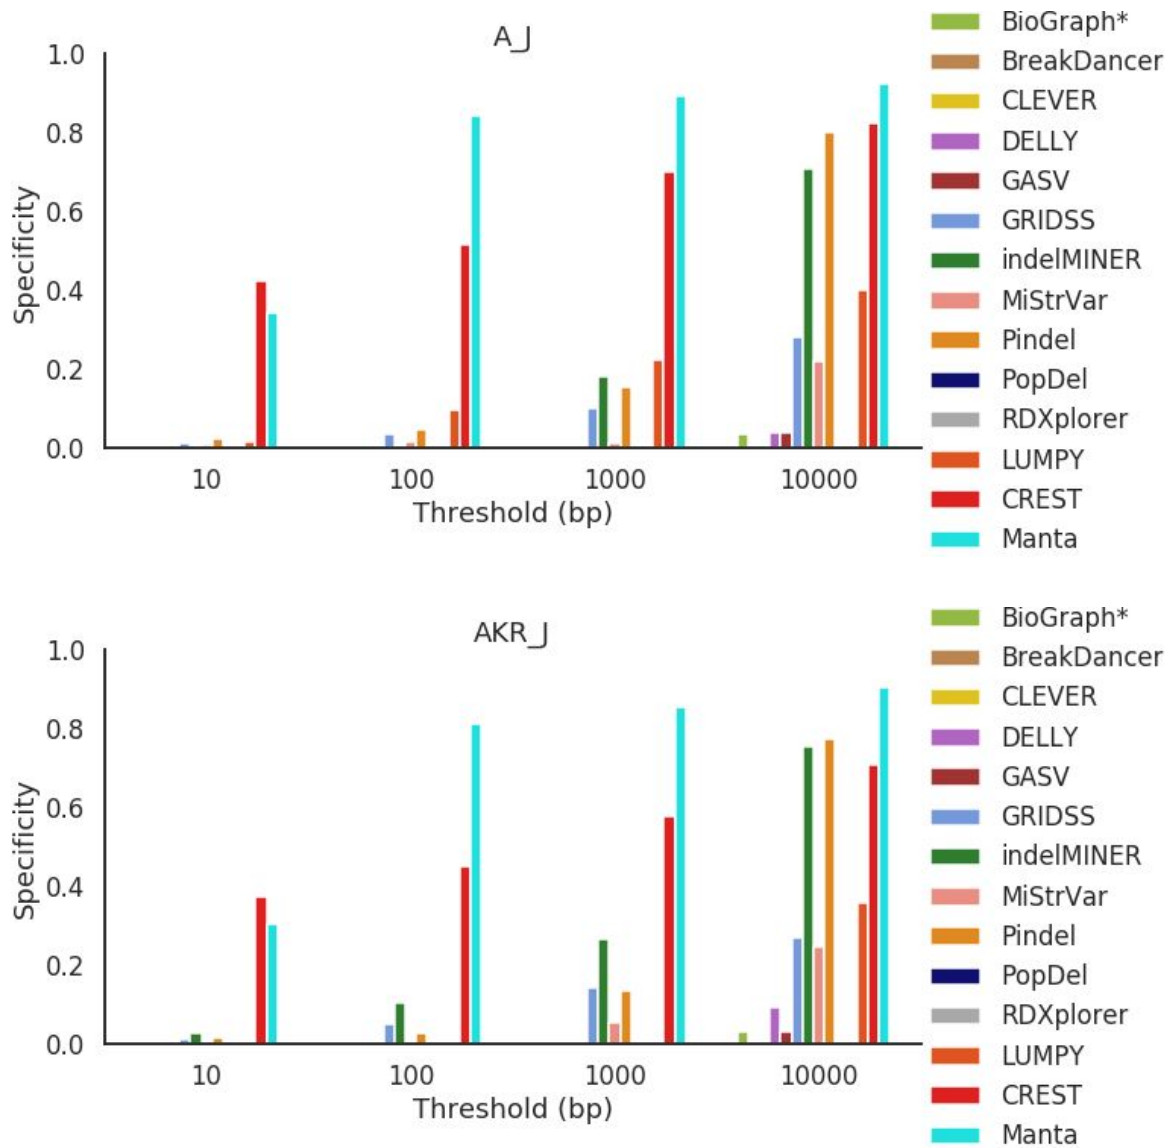 A_J
Specificity
1.0
0.8
0.6
0.4
0.2
0.0
10 100 1000 10000
Threshold (bp)
BioGraph*
BreakDancer
CLEVER
DELLY
GASV
GRIDSS
indelMINER
MiStrVar
Pindel
PopDel
RDXplorer
LUMPY
CREST
Manta
AKR_J
Specificity
1.0
0.8
0.6
0.4
0.2
0.0
10 100 1000 10000
Threshold (bp)
BioGraph*
BreakDancer
CLEVER
DELLY
GASV
GRIDSS
indelMINER
MiStrVar
Pindel
PopDel
RDXplorer
LUMPY
CREST
Manta